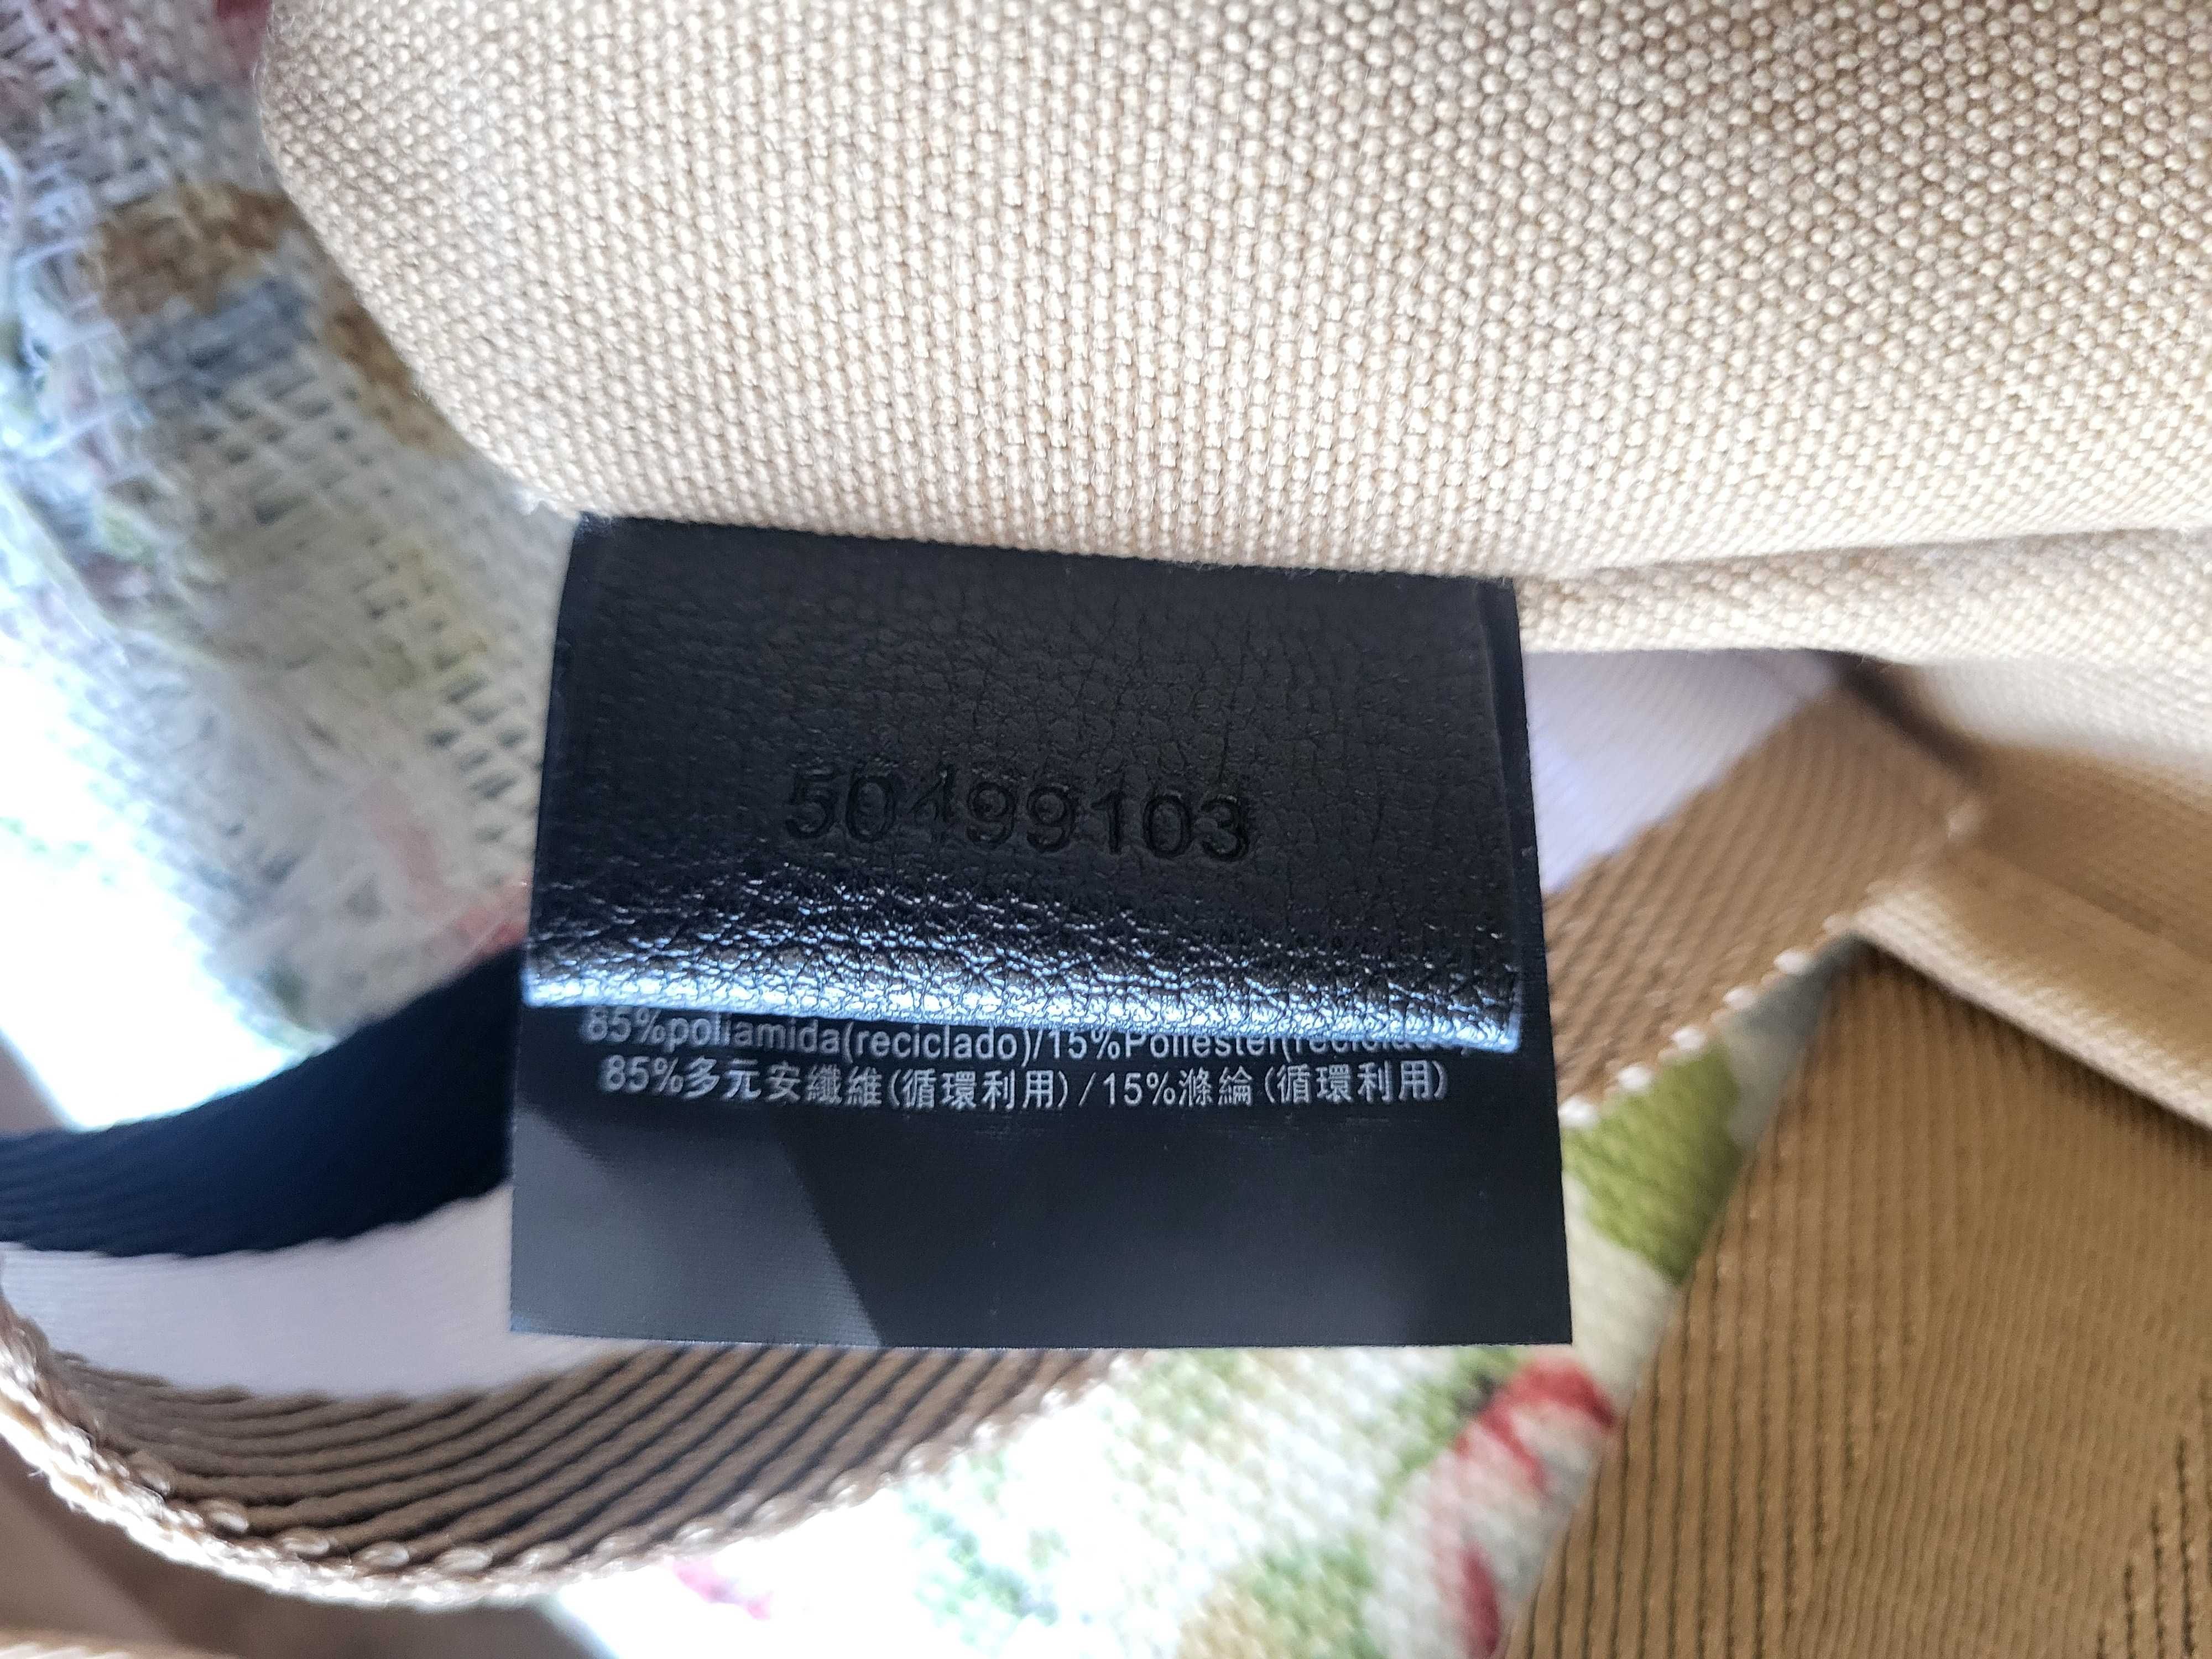 50499103
85%poliamida(reciclado)/15%Poliester(reciclado)
85%多元安纖維(循環利用)/15%滌綸(循環利用)